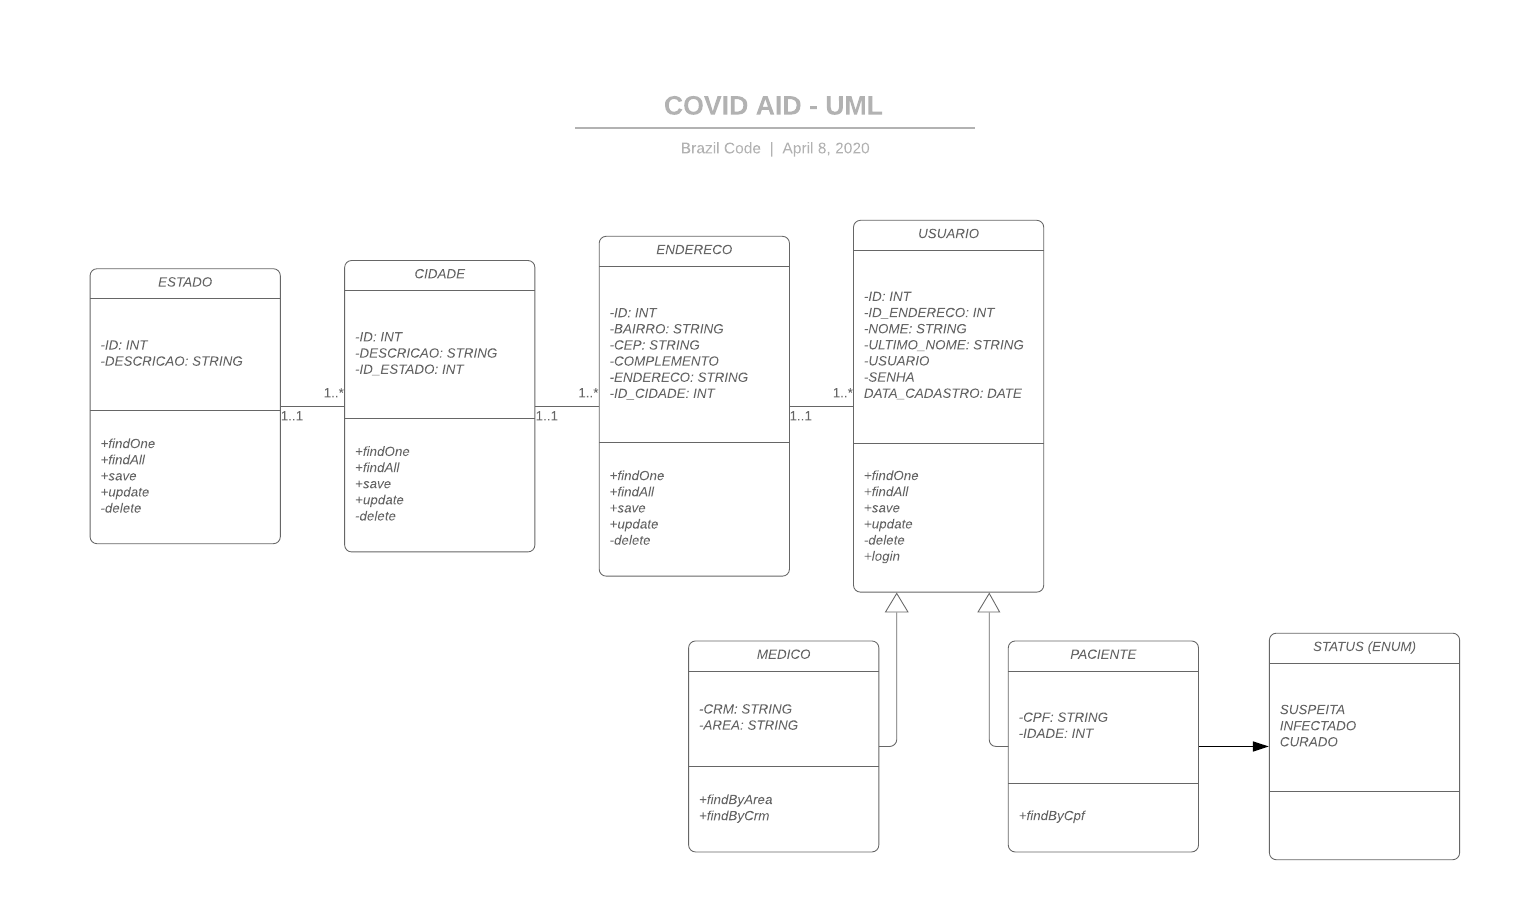 COVID AID - UML
Brazil Code | April 8, 2020
ESTADO
-ID: INT
-DESCRICAO: STRING
+findOne
+findAll
+save
+update
-delete
1..1
1..*
CIDADE
-ID: INT
-DESCRICAO: STRING
-ID_ESTADO: INT
+findOne
+findAll
+save
+update
-delete
1..1
1..*
ENDERECO
-ID: INT
-BAIRRO: STRING
-CEP: STRING
-COMPLEMENTO
-ENDERECO: STRING
-ID_CIDADE: INT
+findOne
+findAll
+save
+update
-delete
1..1
1..*
USUARIO
-ID: INT
-ID_ENDERECO: INT
-NOME: STRING
-ULTIMO_NOME: STRING
-USUARIO
-SENHA
DATA_CADASTRO: DATE
+findOne
+findAll
+save
+update
-delete
+login
MEDICO
-CRM: STRING
-AREA: STRING
+findByArea
+findByCrm
PACIENTE
-CPF: STRING
-IDADE: INT
+findByCpf
STATUS (ENUM)
SUSPEITA
INFECTADO
CURADO